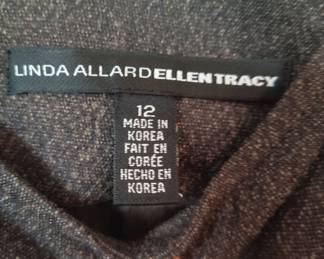 LINDA ALLARD ELLEN TRACY
12
MADE IN
KOREA
FAIT EN
CORÉE
HECHO EN
KOREA